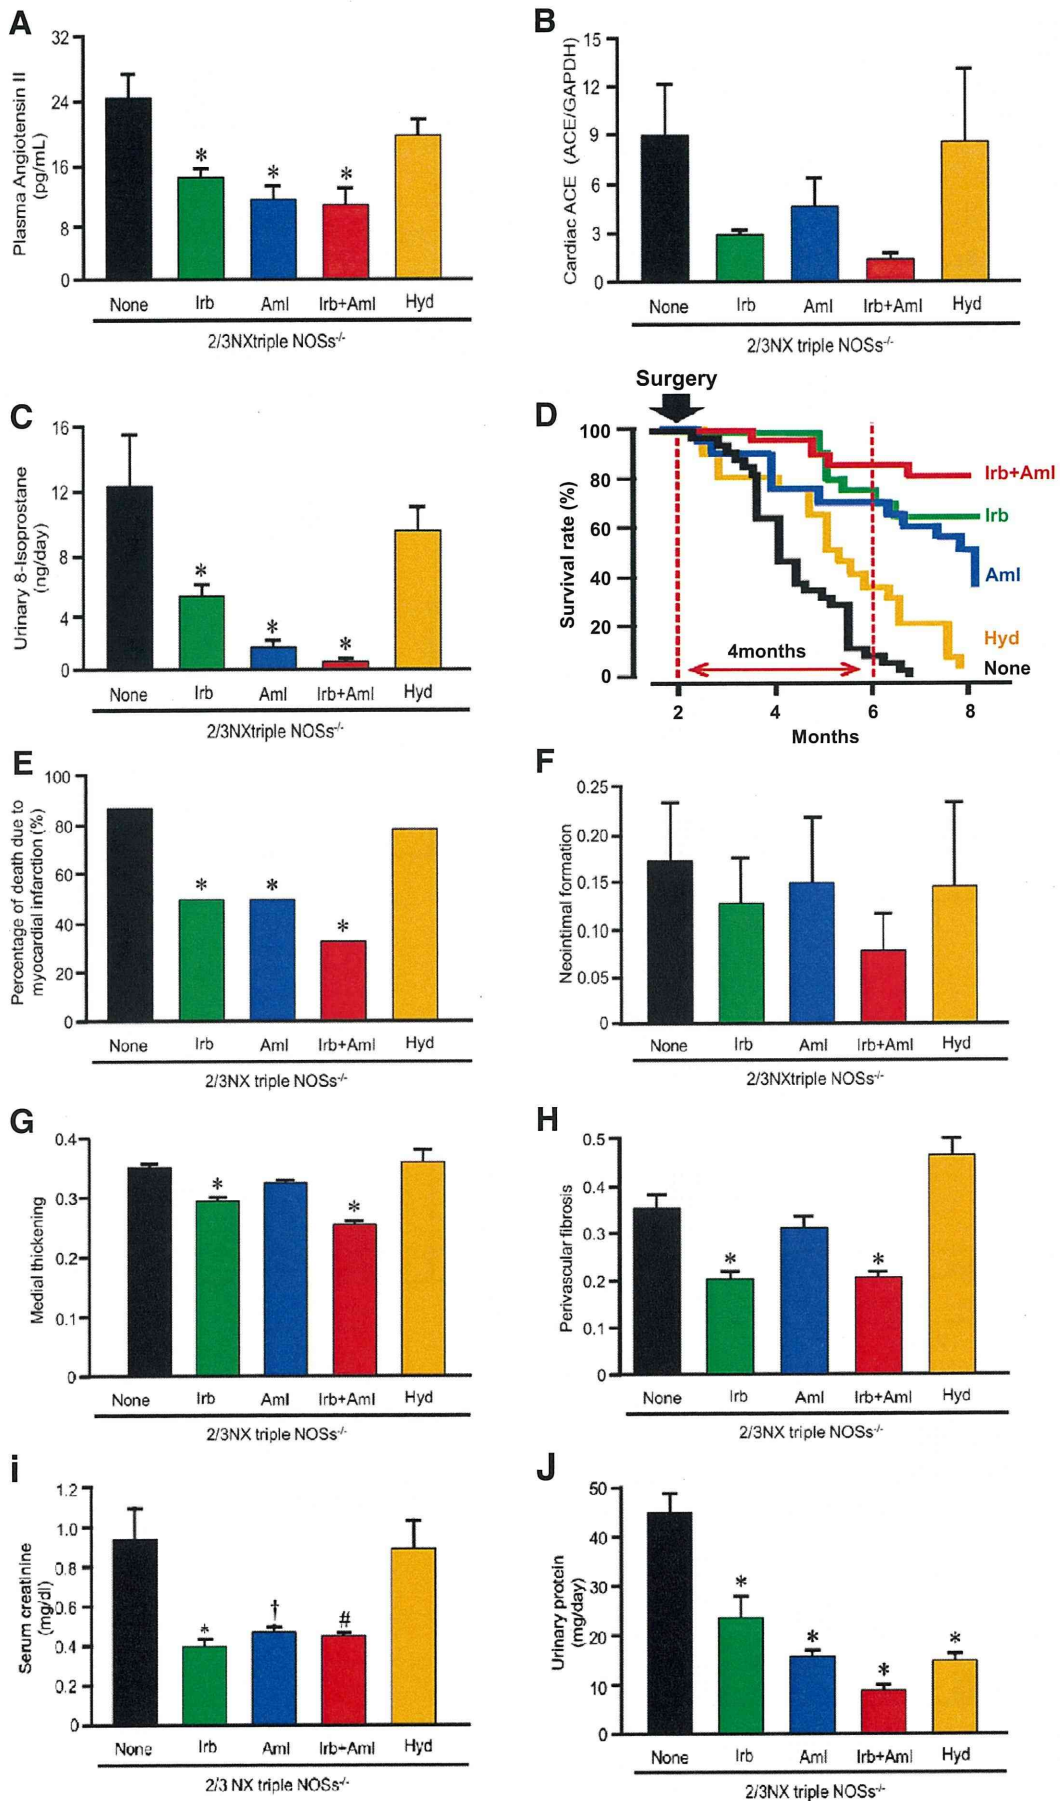 A
Plasma Angiotensin II
(pg/mL)
32
24
16
8
0
*
*
*
None Irb Aml Irb+Aml Hyd
2/3NXtriple NOSs-/-
B
Cardiac ACE (ACE/GAPDH)
15
12
9
6
3
0
None Irb Aml Irb+Aml Hyd
2/3NX triple NOSs-/-
C
Urinary 8-Isoprostane
(ng/day)
16
12
8
4
0
*
*
*
None Irb Aml Irb+Aml Hyd
2/3NXtriple NOSs-/-
D
Surgery
Survival rate (%)
100
80
60
40
20
0
Irb+Aml
Irb
Aml
Hyd
None
4months
2 4 6 8
Months
E
Percentage of death due to
myocardial infarction (%)
100
80
60
40
20
0
*
*
*
None Irb Aml Irb+Aml Hyd
2/3NX triple NOSs-/-
F
Neointimal formation
0.25
0.20
0.15
0.10
0.05
0
None Irb Aml Irb+Aml Hyd
2/3NXtriple NOSs-/-
G
Medial thickening
0.4
0.3
0.2
0.1
0
*
*
None Irb Aml Irb+Aml Hyd
2/3NX triple NOSs-/-
H
Perivascular fibrosis
0.5
0.4
0.3
0.2
0.1
0
*
*
None Irb Aml Irb+Aml Hyd
2/3NX triple NOSs-/-
i
Serum creatinine
(mg/dl)
1.2
1.0
0.8
0.6
0.4
0.2
0
*
†
#
None Irb Aml Irb+Aml Hyd
2/3 NX triple NOSs-/-
J
Urinary protein
(mg/day)
50
40
30
20
10
0
*
*
*
*
None Irb Aml Irb+Aml Hyd
2/3NX triple NOSs-/-